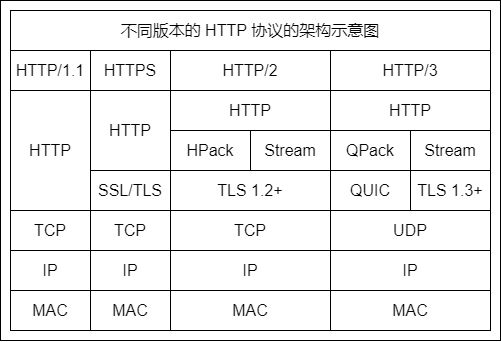 不同版本的 HTTP 协议的架构示意图
HTTP/1.1 HTTPS HTTP/2 HTTP/3
HTTP HTTP HTTP HTTP
HPack Stream QPack Stream
SSL/TLS TLS 1.2+ QUIC TLS 1.3+
TCP TCP TCP UDP
IP IP IP IP
MAC MAC MAC MAC